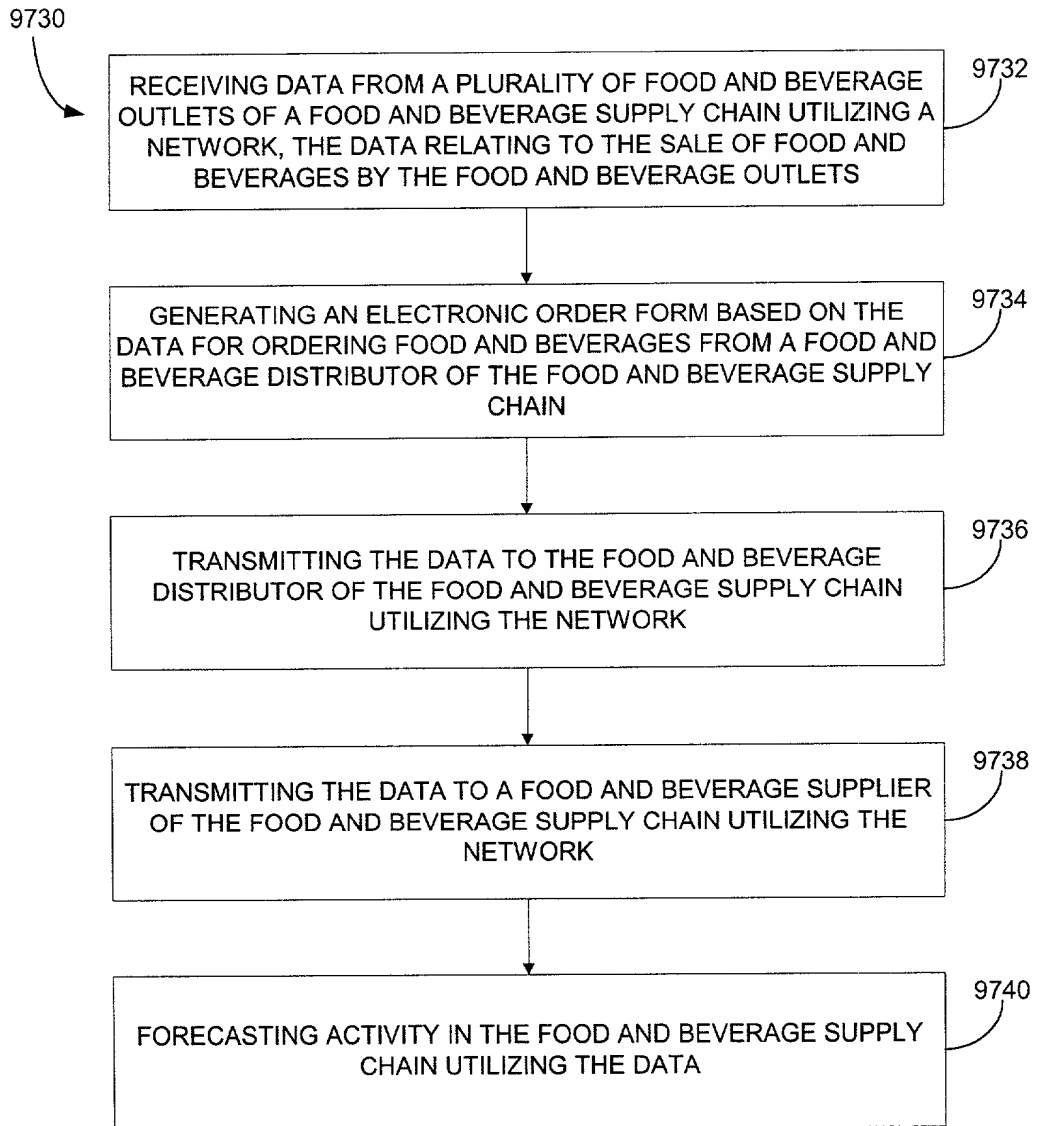 9730
RECEIVING DATA FROM A PLURALITY OF FOOD AND BEVERAGE
OUTLETS OF A FOOD AND BEVERAGE SUPPLY CHAIN UTILIZING A
NETWORK, THE DATA RELATING TO THE SALE OF FOOD AND
BEVERAGES BY THE FOOD AND BEVERAGE OUTLETS
9732
GENERATING AN ELECTRONIC ORDER FORM BASED ON THE
DATA FOR ORDERING FOOD AND BEVERAGES FROM A FOOD AND
BEVERAGE DISTRIBUTOR OF THE FOOD AND BEVERAGE SUPPLY
CHAIN
9734
TRANSMITTING THE DATA TO THE FOOD AND BEVERAGE
DISTRIBUTOR OF THE FOOD AND BEVERAGE SUPPLY CHAIN
UTILIZING THE NETWORK
9736
TRANSMITTING THE DATA TO A FOOD AND BEVERAGE SUPPLIER
OF THE FOOD AND BEVERAGE SUPPLY CHAIN UTILIZING THE
NETWORK
9738
FORECASTING ACTIVITY IN THE FOOD AND BEVERAGE SUPPLY
CHAIN UTILIZING THE DATA
9740